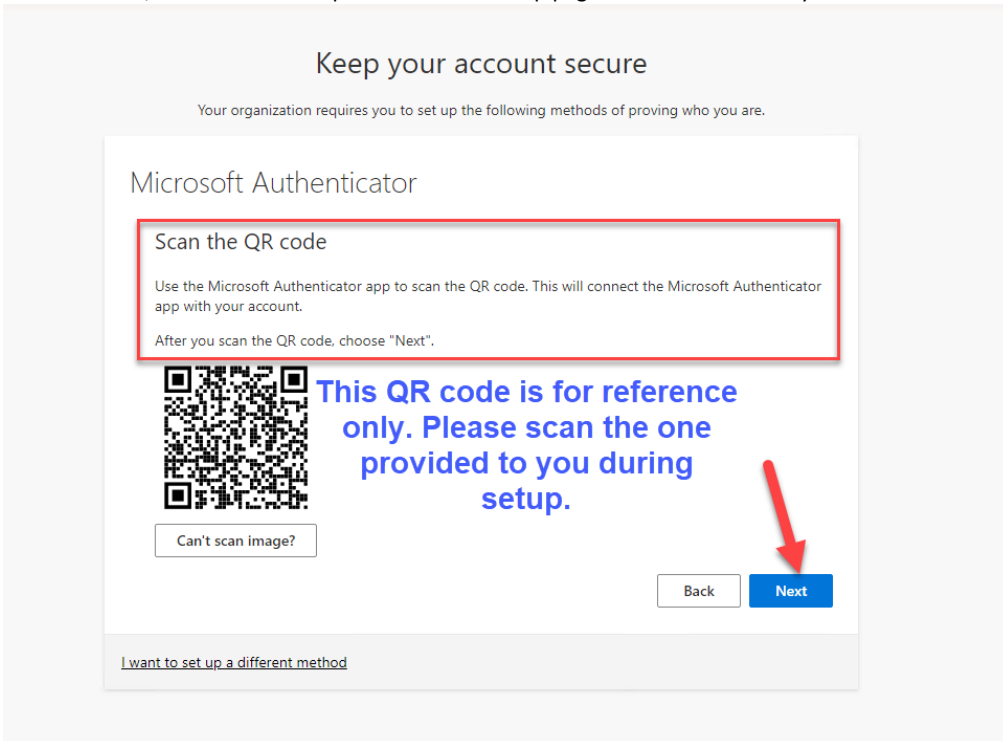 Keep your account secure
Your organization requires you to set up the following methods of proving who you are.
Microsoft Authenticator
Scan the QR code
Use the Microsoft Authenticator app to scan the QR code. This will connect the Microsoft Authenticator
app with your account.
After you scan the QR code, choose "Next".
This QR code is for reference
only. Please scan the one
provided to you during
setup.
Can't scan image?
Back
Next
I want to set up a different method